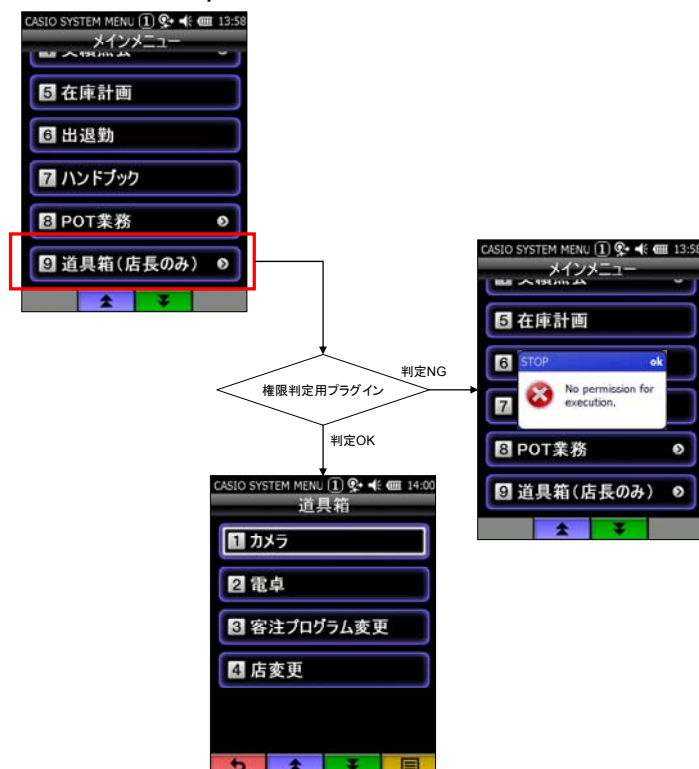 CASIO SYSTEM MENU 1 13:58
メインメニュー
5 在庫計画
6 出退勤
7 ハンドブック
8 POT業務
9 道具箱(店長のみ)
権限判定用プラグイン
判定NG
判定OK
CASIO SYSTEM MENU 1 13:58
メインメニュー
5 在庫計画
6
STOP ok
No permission for
execution.
7
8 POT業務
9 道具箱(店長のみ)
CASIO SYSTEM MENU 1 14:00
道具箱
1 カメラ
2 電卓
3 客注プログラム変更
4 店変更